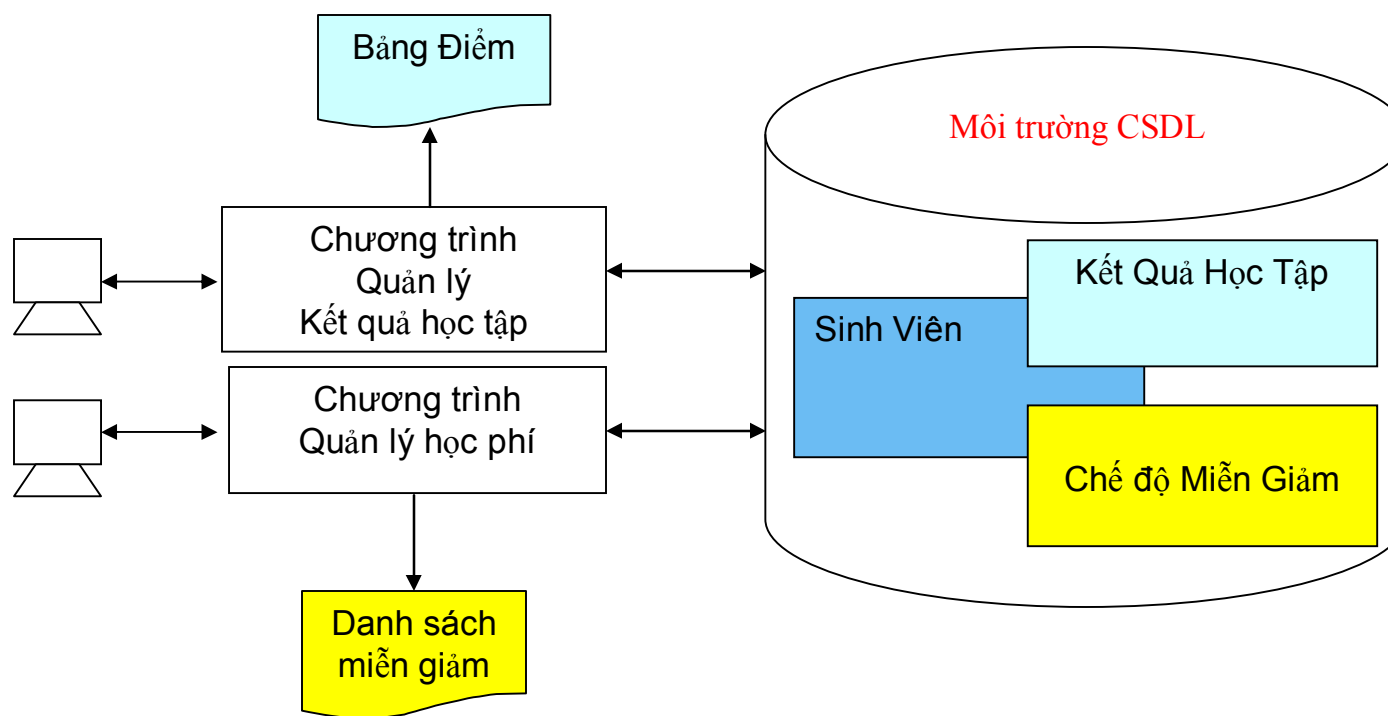 Bảng Điểm
Môi trường CSDL
Chương trình
Quản lý
Kết quả học tập
Kết Quả Học Tập
Sinh Viên
Chương trình
Quản lý học phí
Chế độ Miễn Giảm
Danh sách
miễn giảm